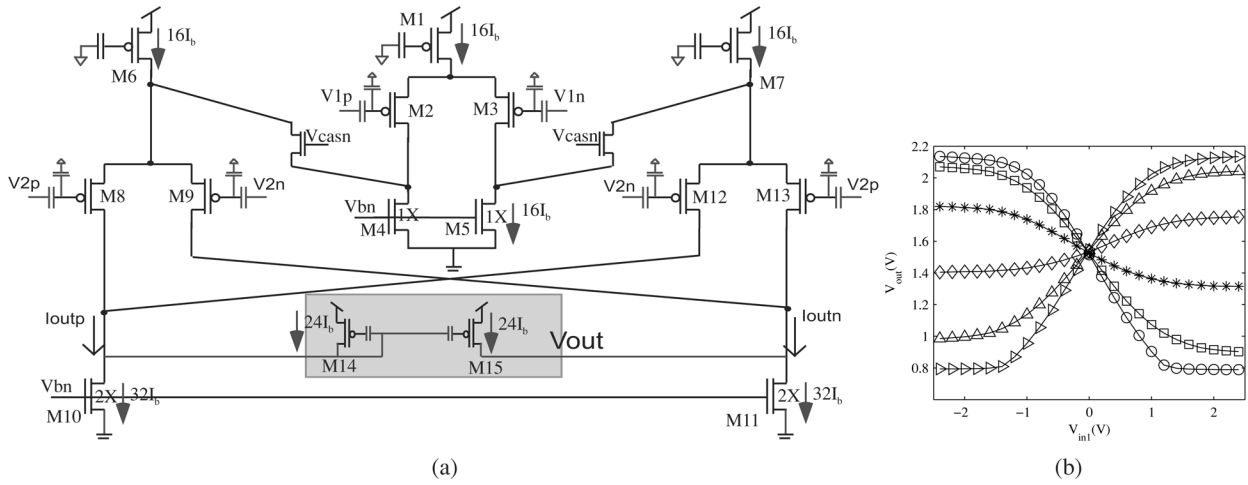 M1
16I_b
16I_b
16I_b
M6
M7
V1p
V1n
M2
M3
Vcasn
Vcasn
V2p
V2n
V2n
V2p
M8
M9
M12
M13
Vbn
1X
1X
16I_b
M4
M5
Ioutp
Ioutn
24I_b
24I_b
Vout
M14
M15
Vbn
2X
32I_b
2X
32I_b
M10
M11
(a)
2.2
2
1.8
1.6
1.4
1.2
1
0.8
V_out(V)
−2
−1
0
1
2
V_in1(V)
(b)